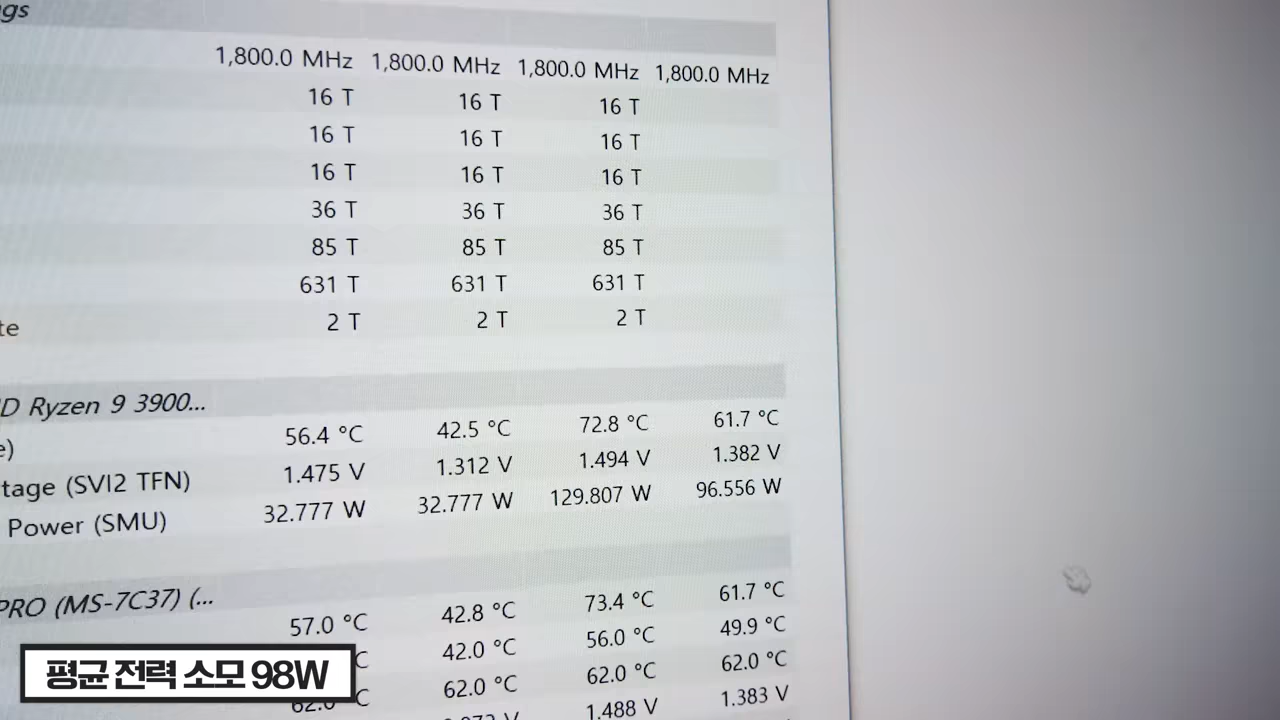 ngs
1,800.0 MHz 1,800.0 MHz 1,800.0 MHz 1,800.0 MHz
16 T 16 T 16 T
16 T 16 T 16 T
16 T 16 T 16 T
36 T 36 T 36 T
85 T 85 T 85 T
631 T 631 T 631 T
te 2 T 2 T 2 T
D Ryzen 9 3900...
e) 56.4 °C 42.5 °C 72.8 °C 61.7 °C
tage (SVI2 TFN) 1.475 V 1.312 V 1.494 V 1.382 V
Power (SMU) 32.777 W 32.777 W 129.807 W 96.556 W
PRO (MS-7C37) (...
57.0 °C 42.8 °C 73.4 °C 61.7 °C
°C 42.0 °C 56.0 °C 49.9 °C
62.0 °C 62.0 °C 62.0 °C 62.0 °C
1.488 V 1.383 V
평균 전력 소모 98W